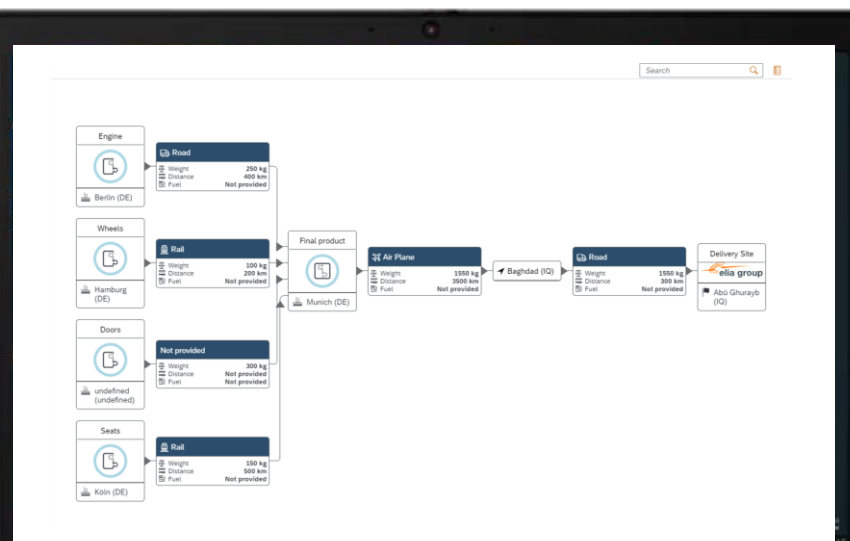 Search
Engine
Berlin (DE)
Road
Weight 250 kg
Distance 400 km
Fuel Not provided
Wheels
Hamburg
(DE)
Rail
Weight 100 kg
Distance 200 km
Fuel Not provided
Doors
undefined
(undefined)
Not provided
Weight 300 kg
Distance Not provided
Fuel Not provided
Seats
Köln (DE)
Rail
Weight 150 kg
Distance 500 km
Fuel Not provided
Final product
Munich (DE)
Air Plane
Weight 1550 kg
Distance 3500 km
Fuel Not provided
Baghdad (IQ)
Road
Weight 1550 kg
Distance 300 km
Fuel Not provided
Delivery Site
elia group
Abū Ghurayb
(IQ)